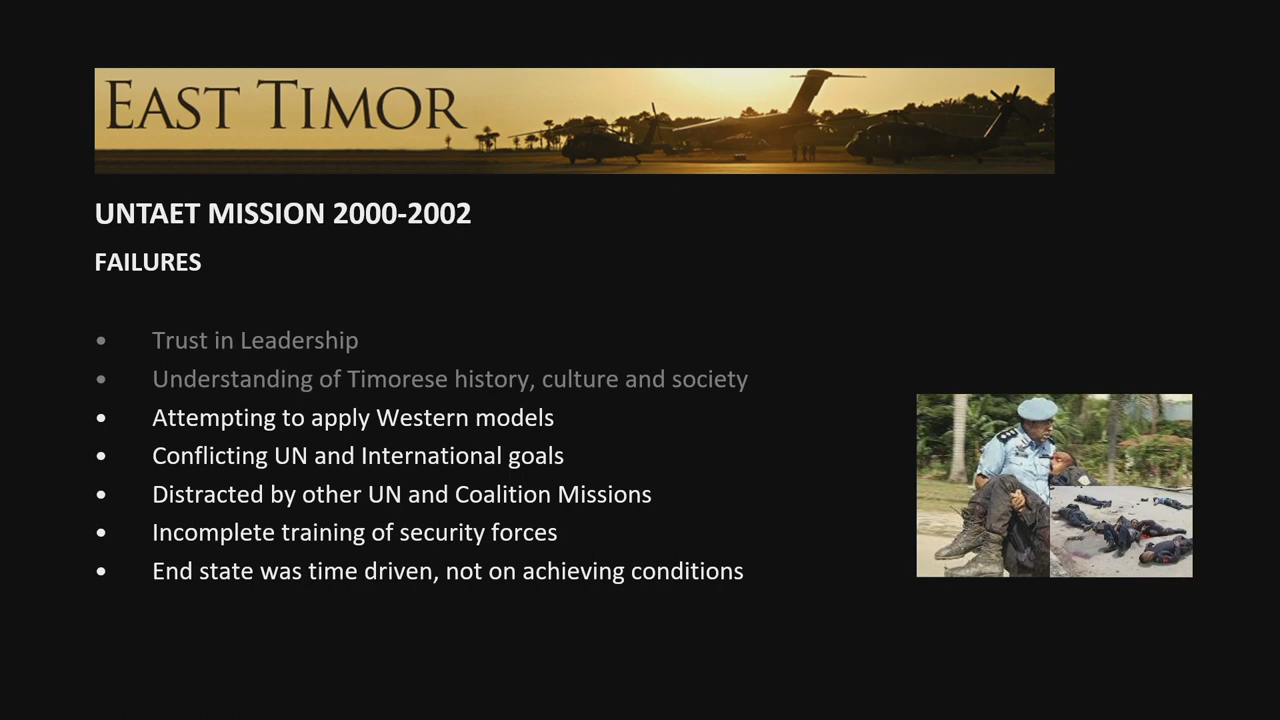 EAST TIMOR
UNTAET MISSION 2000-2002
FAILURES
• Trust in Leadership
• Understanding of Timorese history, culture and society
• Attempting to apply Western models
• Conflicting UN and International goals
• Distracted by other UN and Coalition Missions
• Incomplete training of security forces
• End state was time driven, not on achieving conditions